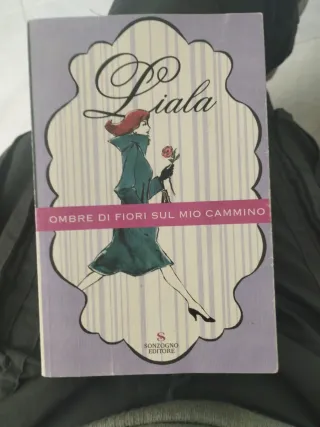 Liala
OMBRE DI FIORI SUL MIO CAMMINO
S
SONZOGNO
EDITORE